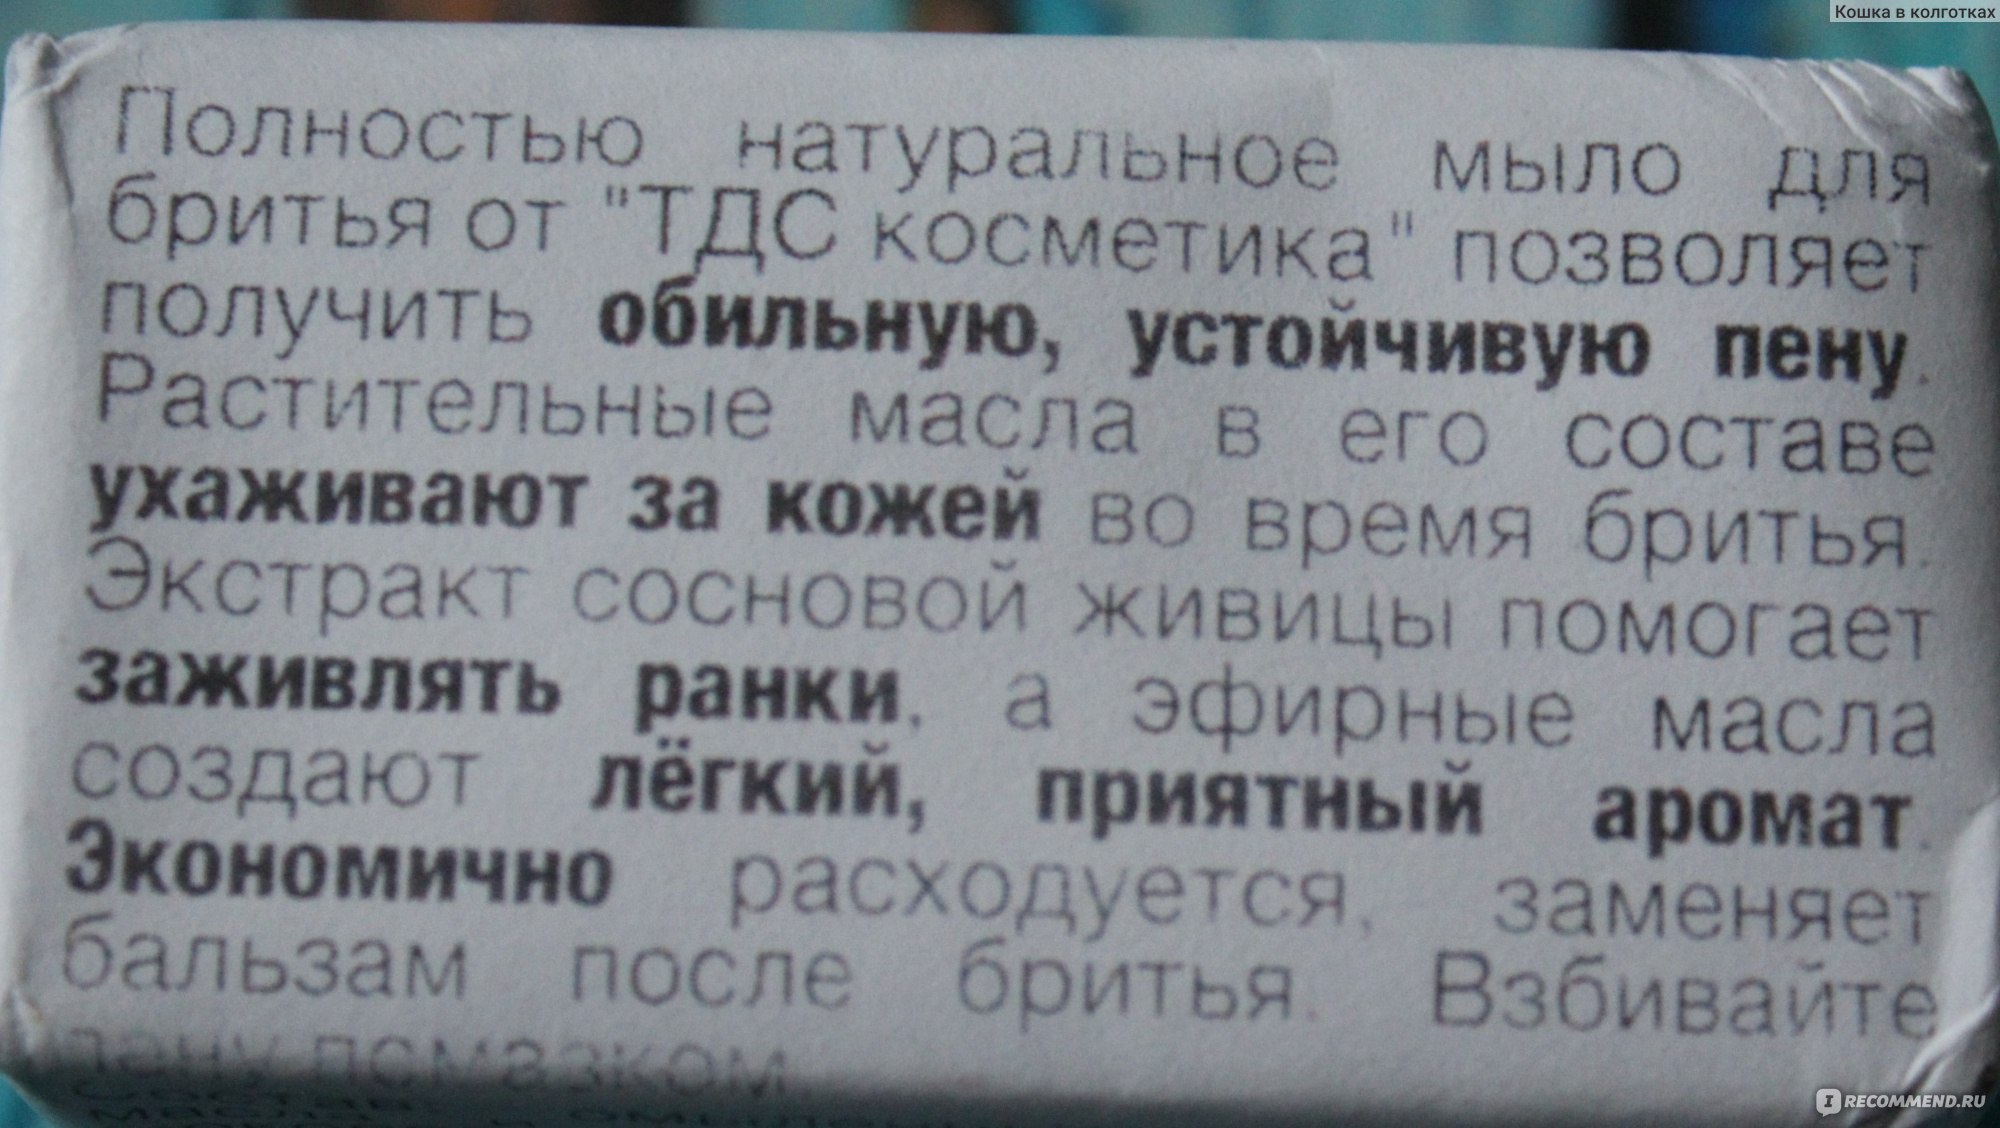 Кошка в колготках
Полностью натуральное мыло для
бритья от "ТДС косметика" позволяет
получить обильную, устойчивую пену.
Растительные масла в его составе
ухаживают за кожей во время бритья.
Экстракт сосновой живицы помогает
заживлять ранки, а эфирные масла
создают лёгкий, приятный аромат.
Экономично расходуется, заменяет
бальзам после бритья. Взбивайте
пену помазком.
IRECOMMEND.RU